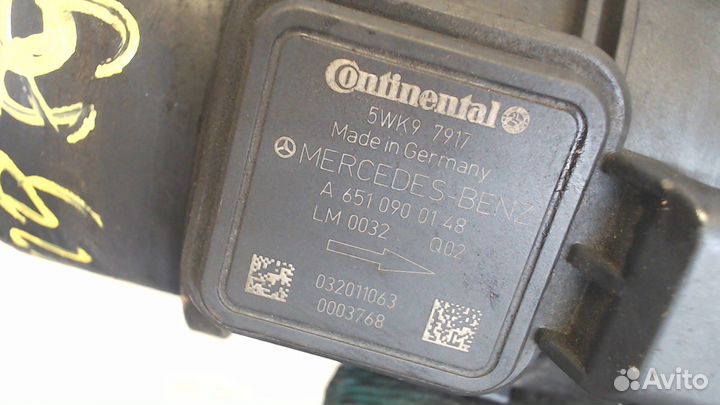 Continental
5WK9 7917
Made in Germany
MERCEDES-BENZ
A 651 090 01 48
LM 0032 Q02
032011063
0003768
Avito